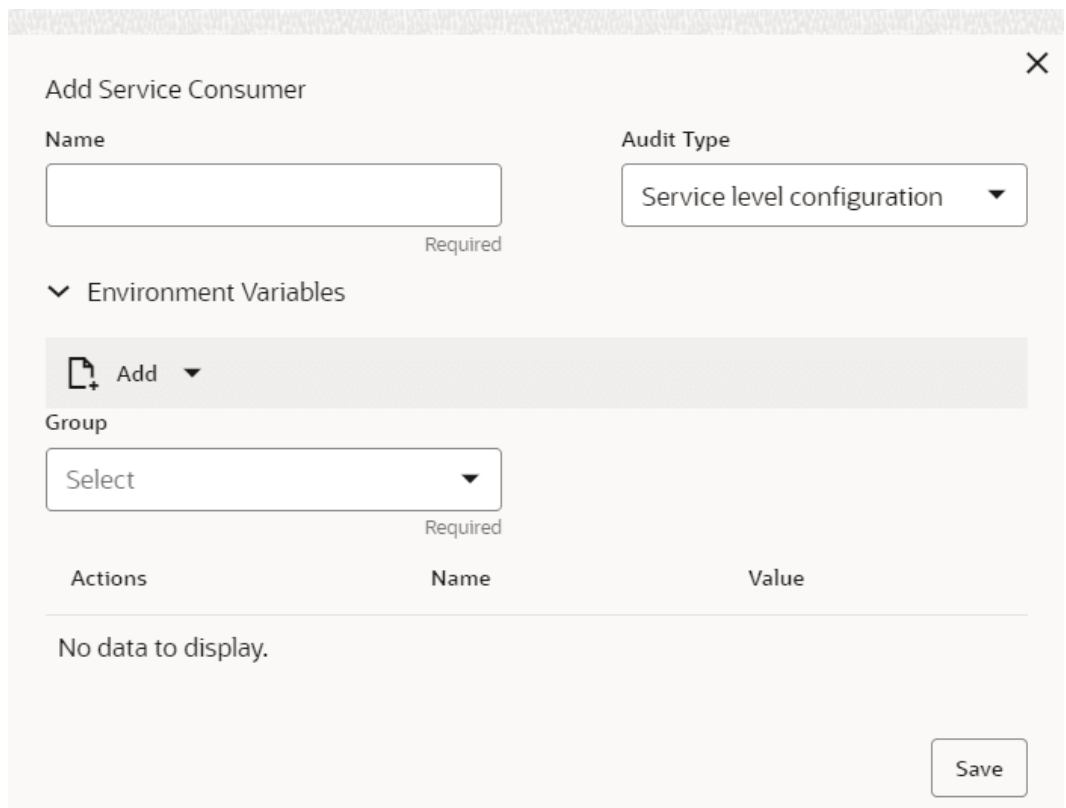 Add Service Consumer
Name Audit Type
Service level configuration
Required
Environment Variables
Add
Group
Select
Required
Actions Name Value
No data to display.
Save